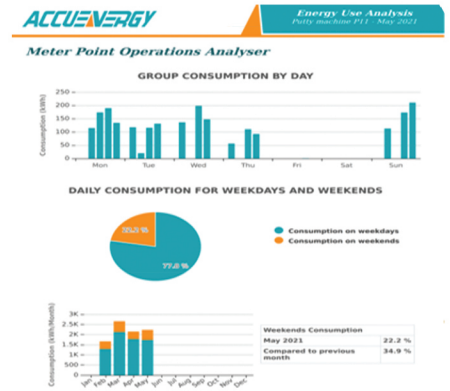 ACCUENERGY
Energy Use Analysis
Putty machine P11 - May 2021
Meter Point Operations Analyser
GROUP CONSUMPTION BY DAY
Consumption (kWh)
250
200
150
100
50
0
Mon Tue Wed Thu Fri Sat Sun
DAILY CONSUMPTION FOR WEEKDAYS AND WEEKENDS
22.2 %
77.8 %
Consumption on weekdays
Consumption on weekends
Consumption (kWh/Month)
3K
2.5K
2K
1.5K
1K
500
0
Jan Feb Mar Apr May Jun Jul Aug Sep Oct Nov Dec
Weekends Consumption
May 2021 22.2 %
Compared to previous month 34.9 %